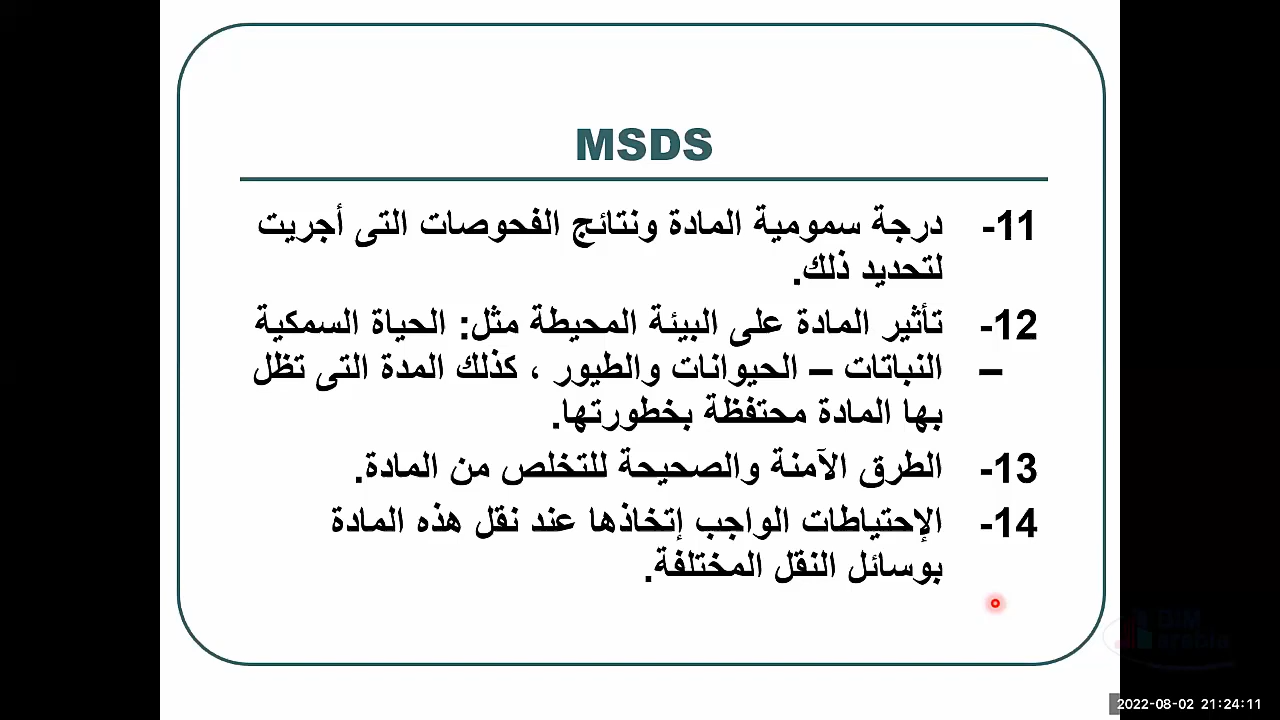 MSDS
11- درجة سمومية المادة ونتائج الفحوصات التى أجريت
لتحديد ذلك.
12- تأثير المادة على البيئة المحيطة مثل: الحياة السمكية
– النباتات – الحيوانات والطيور ، كذلك المدة التى تظل
بها المادة محتفظة بخطورتها.
13- الطرق الآمنة والصحيحة للتخلص من المادة.
14- الإحتياطات الواجب إتخاذها عند نقل هذه المادة
بوسائل النقل المختلفة.
BIM
arabia
2022-08-02 21:24:11